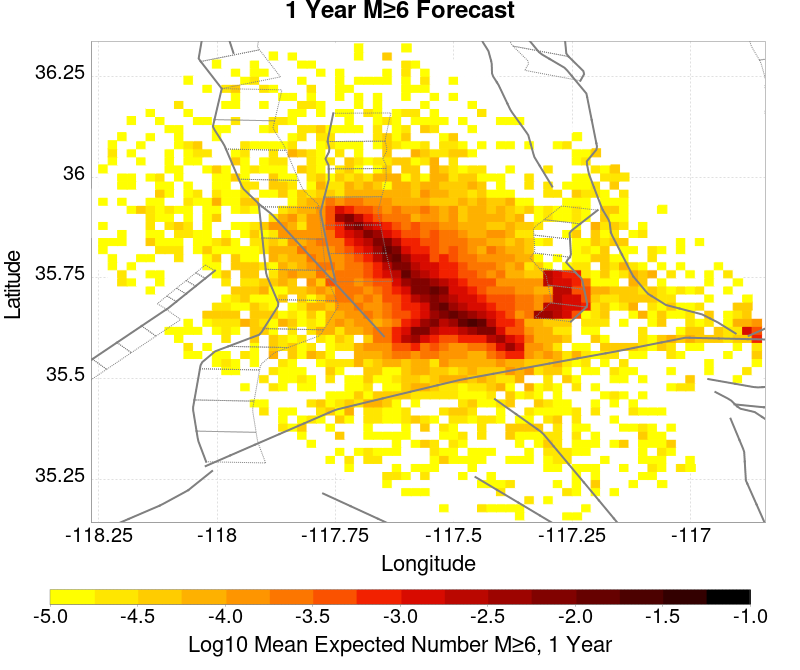 1 Year M≥6 Forecast
36.25
36
35.75
35.5
35.25
Latitude
-118.25 -118 -117.75 -117.5 -117.25 -117
Longitude
-5.0 -4.5 -4.0 -3.5 -3.0 -2.5 -2.0 -1.5 -1.0
Log10 Mean Expected Number M≥6, 1 Year